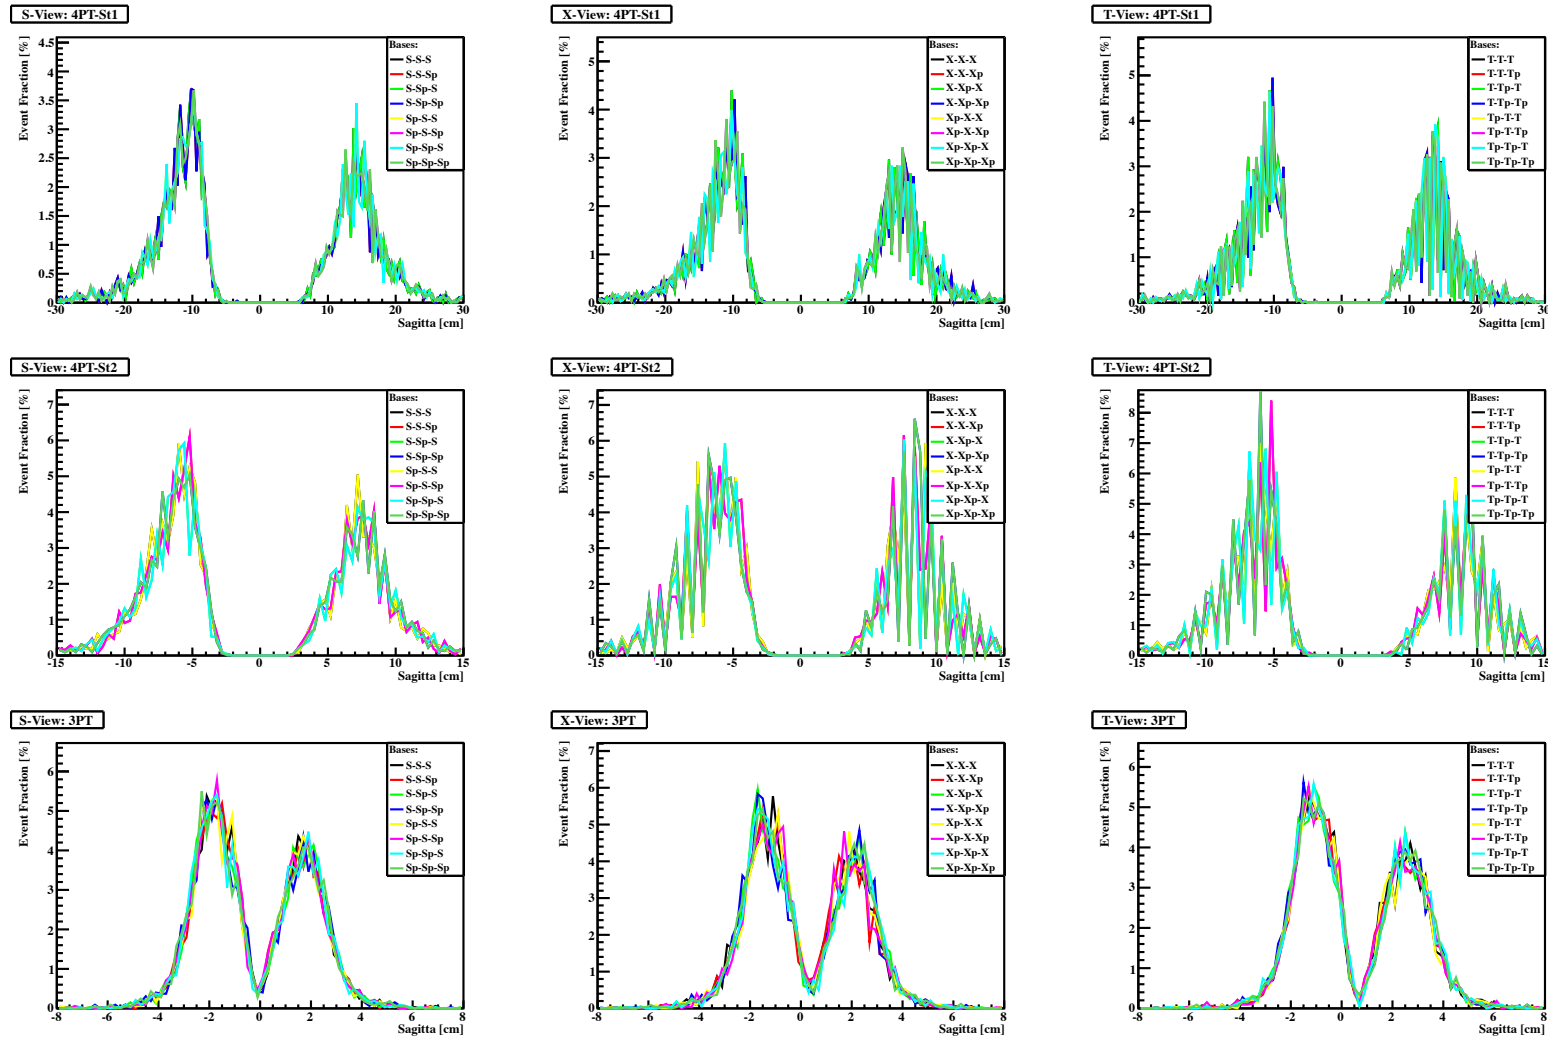 S-View: 4PT-St1
Event Fraction [%]
4.5
4
3.5
3
2.5
2
1.5
1
0.5
0
-30 -20 -10 0 10 20 30
Sagitta [cm]
Bases:
S-S-S
S-S-Sp
S-Sp-S
S-Sp-Sp
Sp-S-S
Sp-S-Sp
Sp-Sp-S
Sp-Sp-Sp
X-View: 4PT-St1
Event Fraction [%]
5
4
3
2
1
0
-30 -20 -10 0 10 20 30
Sagitta [cm]
Bases:
X-X-X
X-X-Xp
X-Xp-X
X-Xp-Xp
Xp-X-X
Xp-X-Xp
Xp-Xp-X
Xp-Xp-Xp
T-View: 4PT-St1
Event Fraction [%]
5
4
3
2
1
0
-30 -20 -10 0 10 20 30
Sagitta [cm]
Bases:
T-T-T
T-T-Tp
T-Tp-T
T-Tp-Tp
Tp-T-T
Tp-T-Tp
Tp-Tp-T
Tp-Tp-Tp
S-View: 4PT-St2
Event Fraction [%]
7
6
5
4
3
2
1
0
-15 -10 -5 0 5 10 15
Sagitta [cm]
Bases:
S-S-S
S-S-Sp
S-Sp-S
S-Sp-Sp
Sp-S-S
Sp-S-Sp
Sp-Sp-S
Sp-Sp-Sp
X-View: 4PT-St2
Event Fraction [%]
7
6
5
4
3
2
1
0
-15 -10 -5 0 5 10 15
Sagitta [cm]
Bases:
X-X-X
X-X-Xp
X-Xp-X
X-Xp-Xp
Xp-X-X
Xp-X-Xp
Xp-Xp-X
Xp-Xp-Xp
T-View: 4PT-St2
Event Fraction [%]
8
7
6
5
4
3
2
1
0
-15 -10 -5 0 5 10 15
Sagitta [cm]
Bases:
T-T-T
T-T-Tp
T-Tp-T
T-Tp-Tp
Tp-T-T
Tp-T-Tp
Tp-Tp-T
Tp-Tp-Tp
S-View: 3PT
Event Fraction [%]
6
5
4
3
2
1
0
-8 -6 -4 -2 0 2 4 6 8
Sagitta [cm]
Bases:
S-S-S
S-S-Sp
S-Sp-S
S-Sp-Sp
Sp-S-S
Sp-S-Sp
Sp-Sp-S
Sp-Sp-Sp
X-View: 3PT
Event Fraction [%]
7
6
5
4
3
2
1
0
-8 -6 -4 -2 0 2 4 6 8
Sagitta [cm]
Bases:
X-X-X
X-X-Xp
X-Xp-X
X-Xp-Xp
Xp-X-X
Xp-X-Xp
Xp-Xp-X
Xp-Xp-Xp
T-View: 3PT
Event Fraction [%]
6
5
4
3
2
1
0
-8 -6 -4 -2 0 2 4 6 8
Sagitta [cm]
Bases:
T-T-T
T-T-Tp
T-Tp-T
T-Tp-Tp
Tp-T-T
Tp-T-Tp
Tp-Tp-T
Tp-Tp-Tp